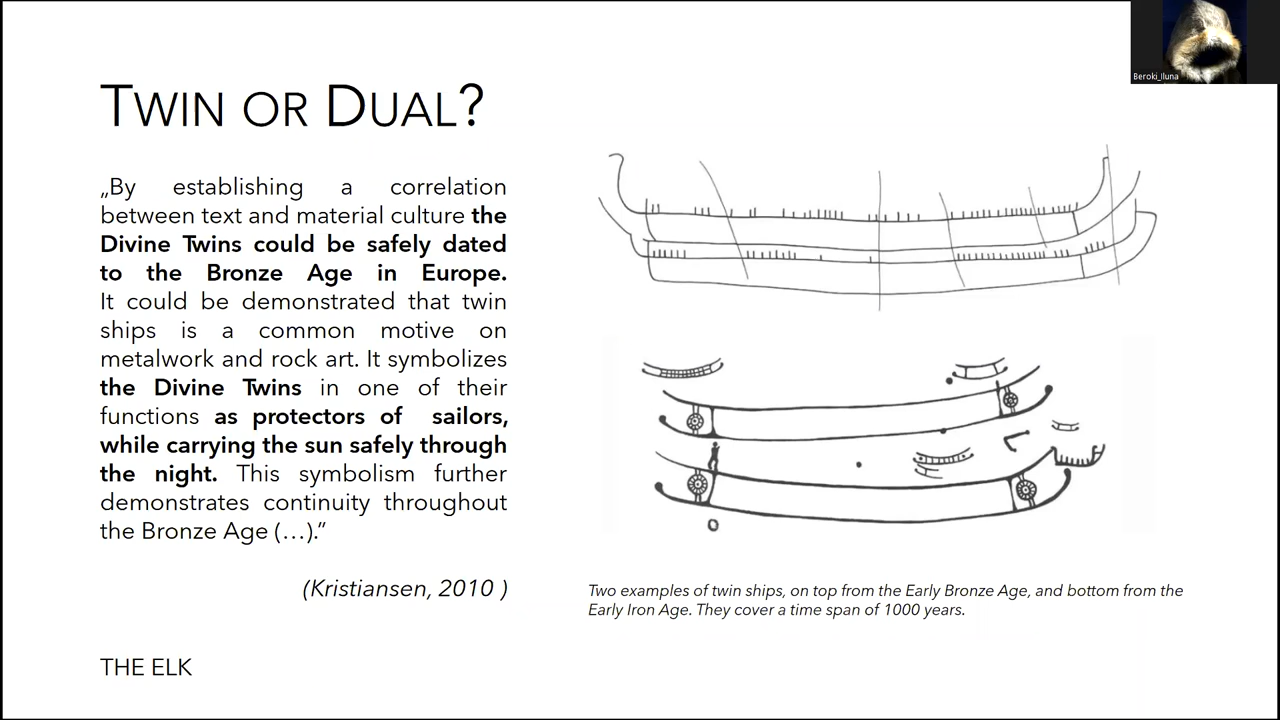 Beroki_Iluna
TWIN OR DUAL?
„By establishing a correlation
between text and material culture the
Divine Twins could be safely dated
to the Bronze Age in Europe.
It could be demonstrated that twin
ships is a common motive on
metalwork and rock art. It symbolizes
the Divine Twins in one of their
functions as protectors of sailors,
while carrying the sun safely through
the night. This symbolism further
demonstrates continuity throughout
the Bronze Age (…).”
(Kristiansen, 2010 )
Two examples of twin ships, on top from the Early Bronze Age, and bottom from the
Early Iron Age. They cover a time span of 1000 years.
THE ELK